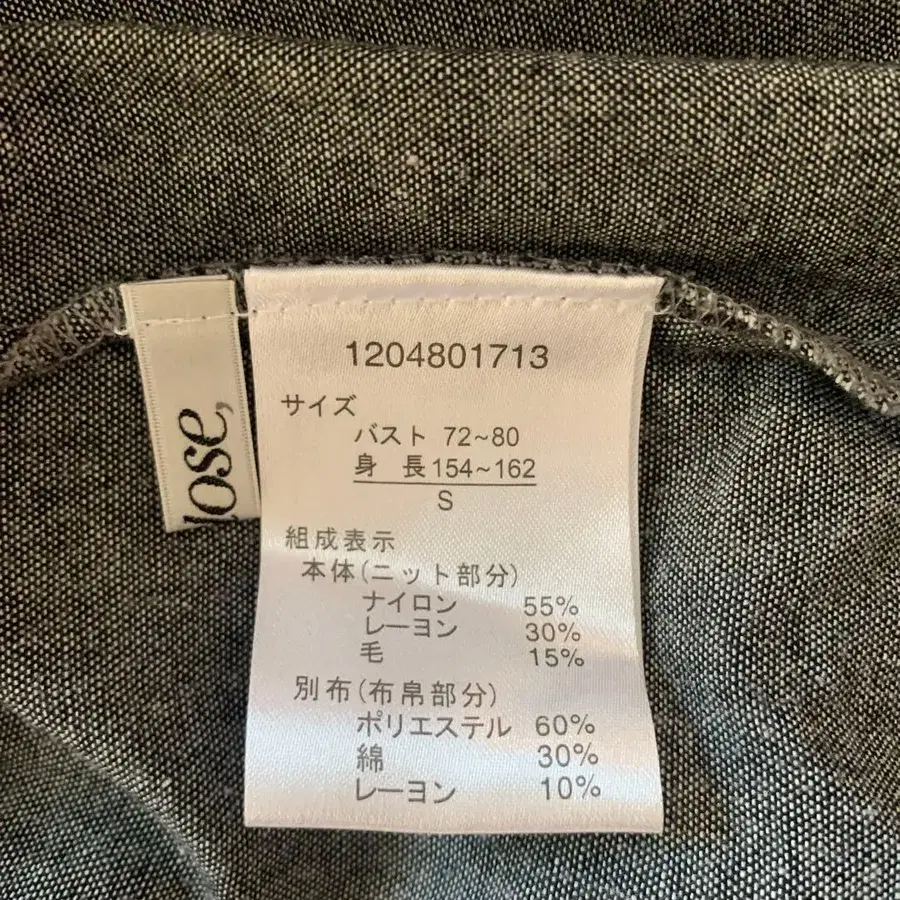 1204801713
サイズ
バスト 72~80
身 長 154~162
S
組成表示
本体(ニット部分)
ナイロン 55%
レーヨン 30%
毛 15%
別布(布帛部分)
ポリエステル 60%
綿 30%
レーヨン 10%